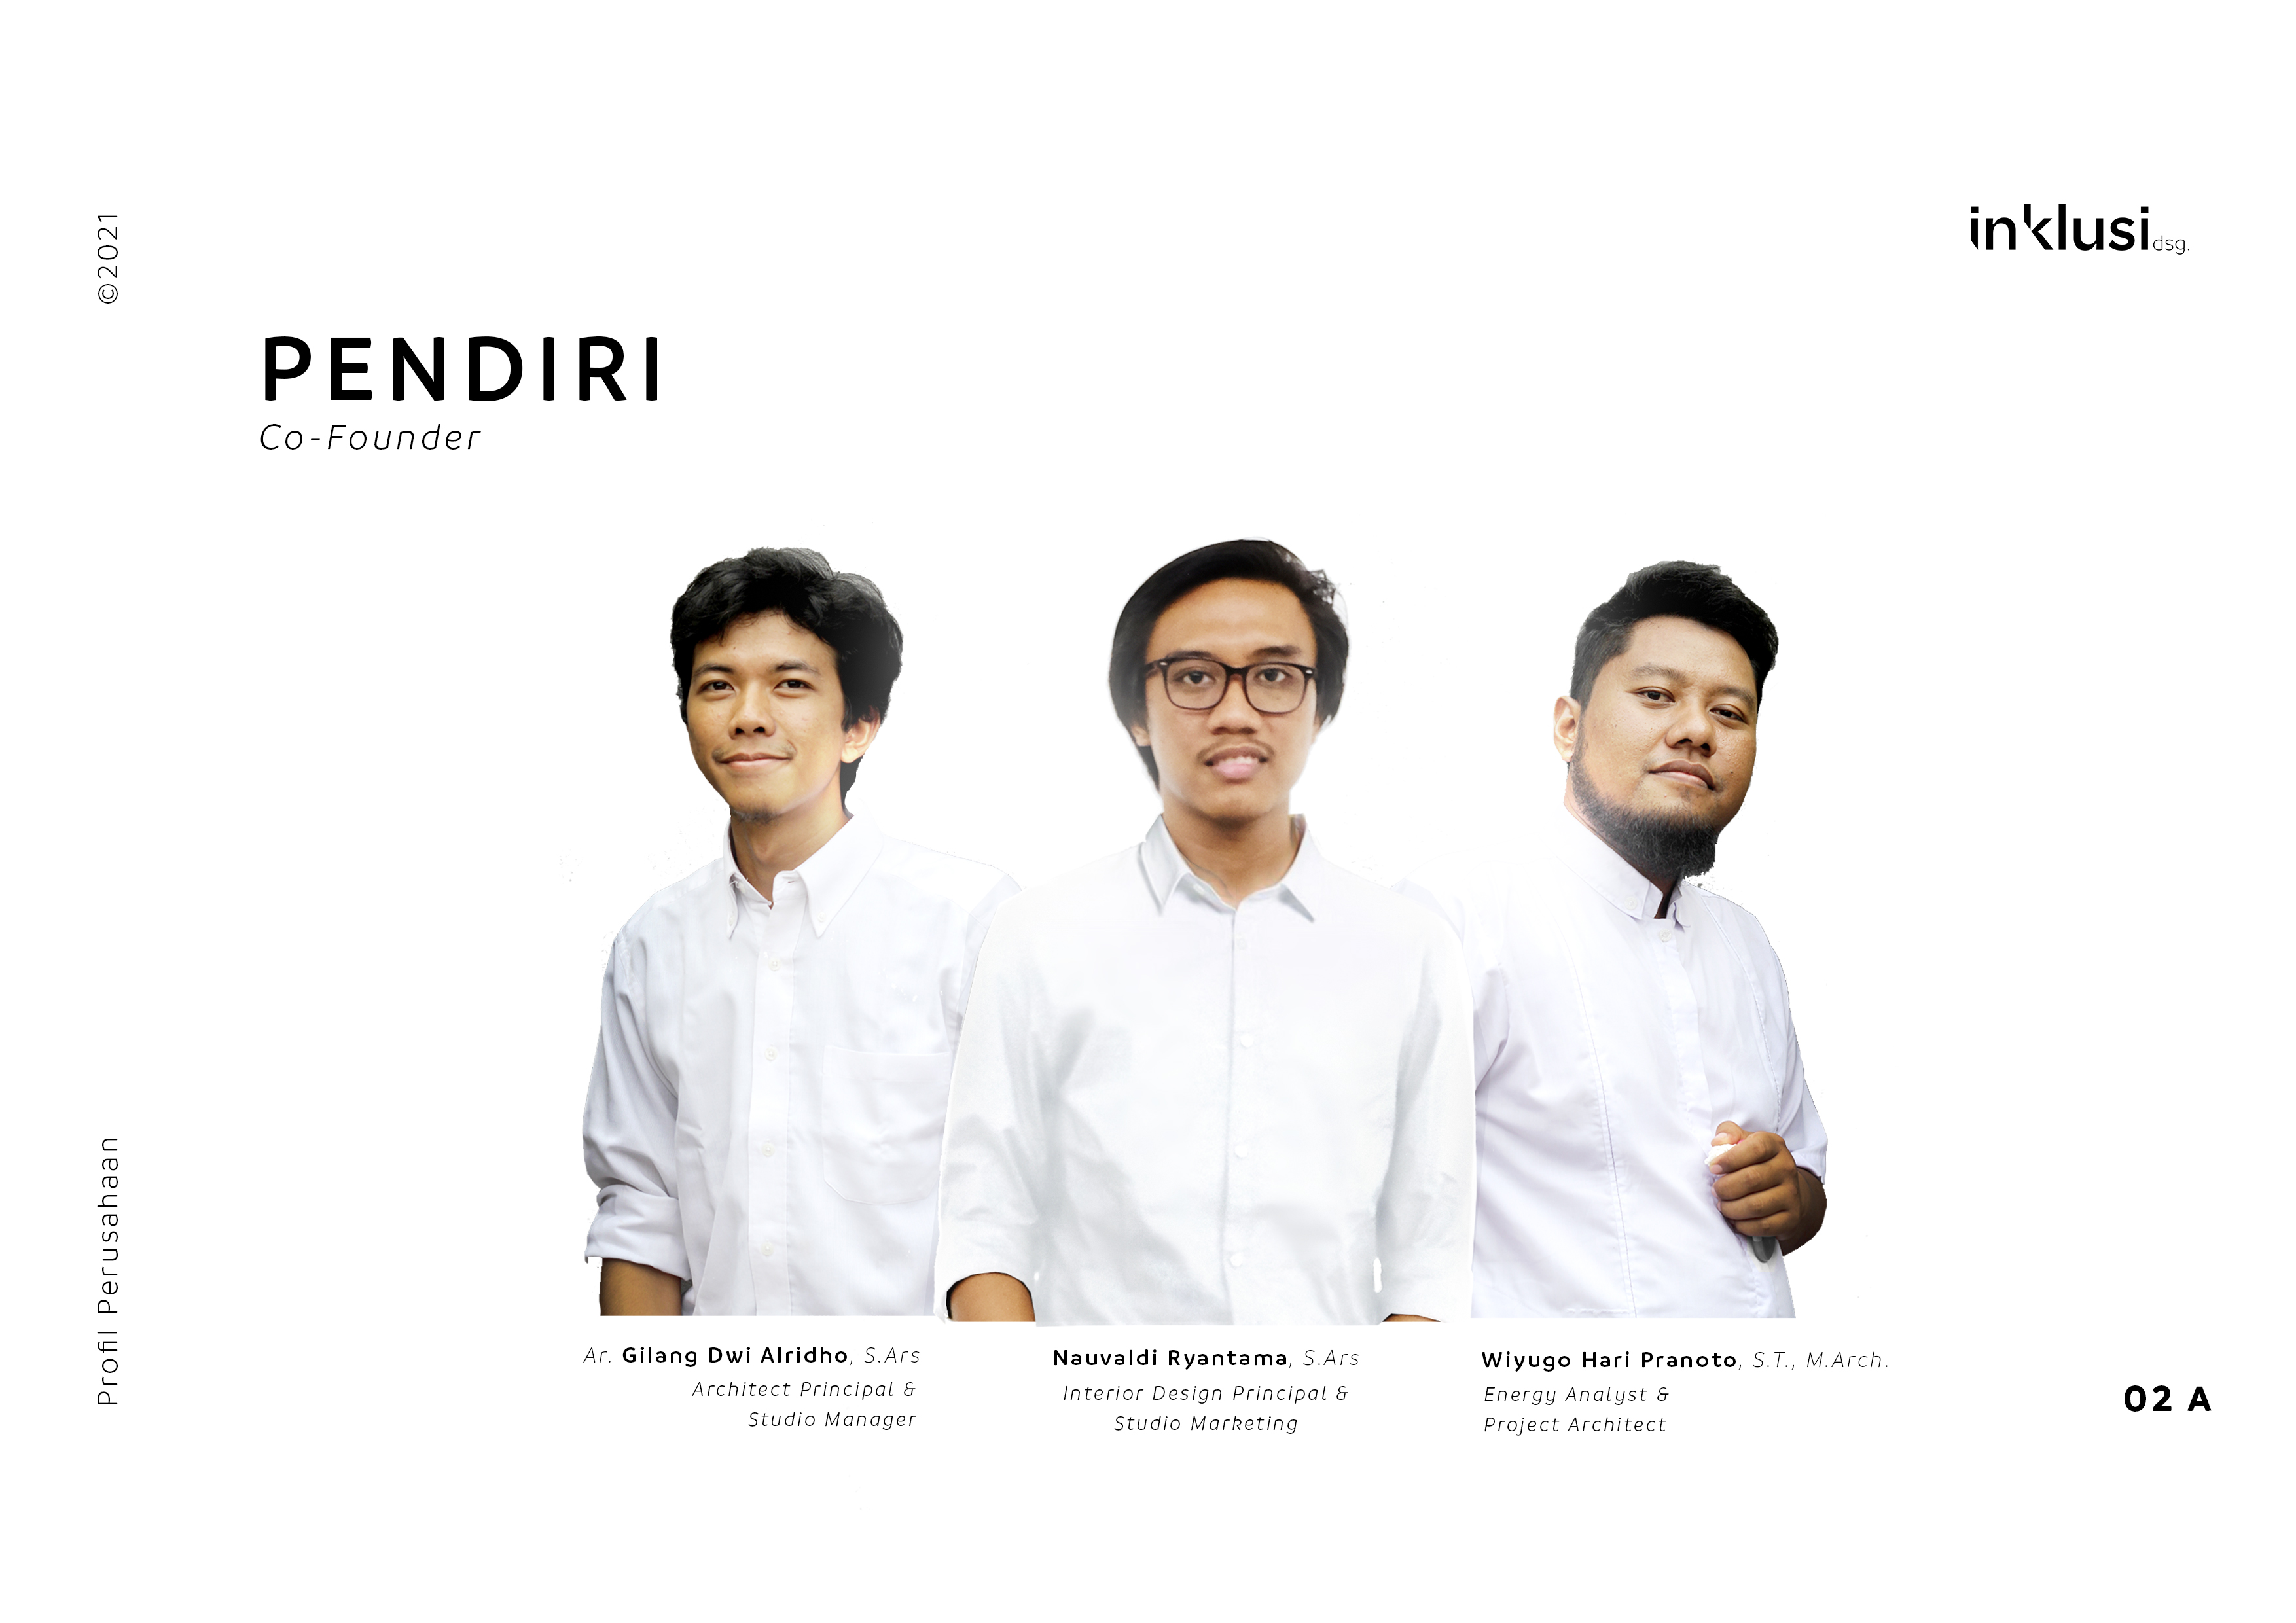 ©2021
inklusi dsg.
PENDIRI
Co-Founder
Ar. Gilang Dwi Alridho, S.Ars
Architect Principal &
Studio Manager
Nauvaldi Ryantama, S.Ars
Interior Design Principal &
Studio Marketing
Wiyugo Hari Pranoto, S.T., M.Arch.
Energy Analyst &
Project Architect
Profil Perusahaan
02 A